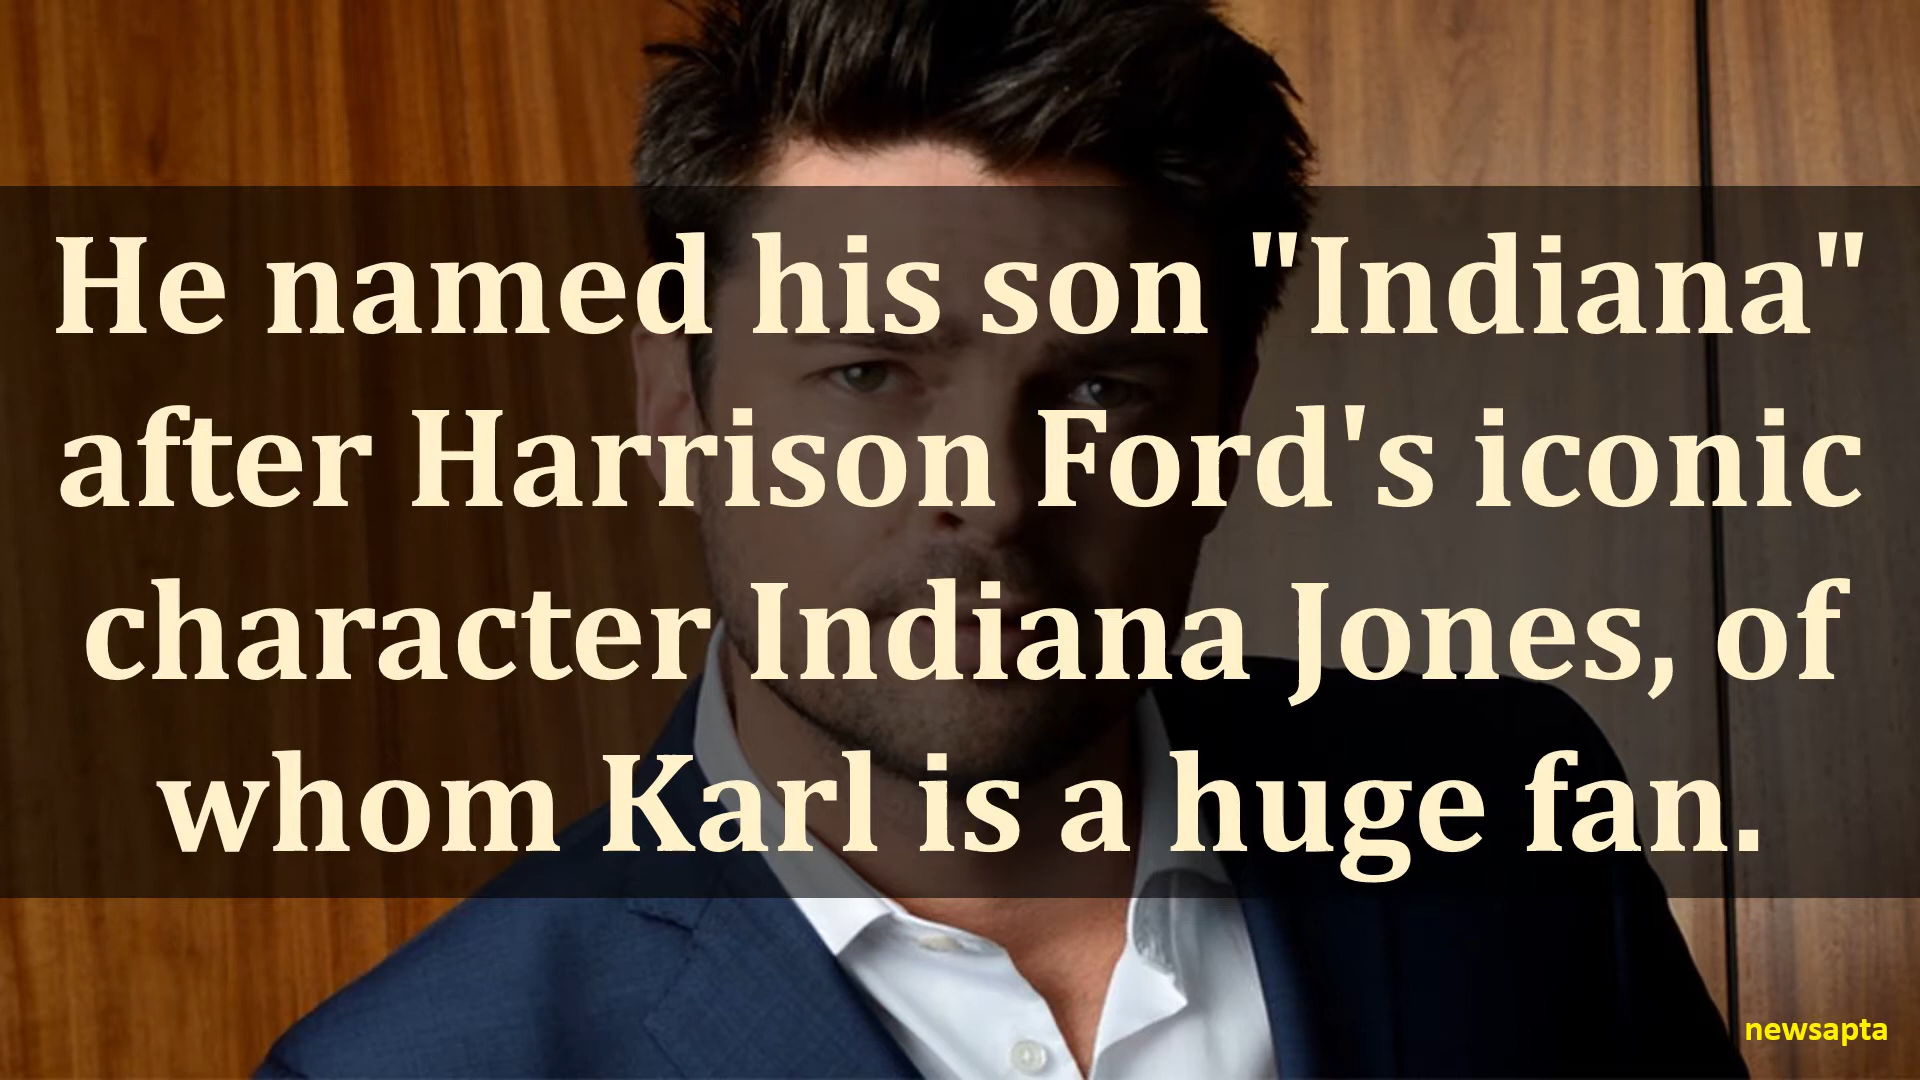 He named his son "Indiana"
after Harrison Ford's iconic
character Indiana Jones, of
whom Karl is a huge fan.
newsapta